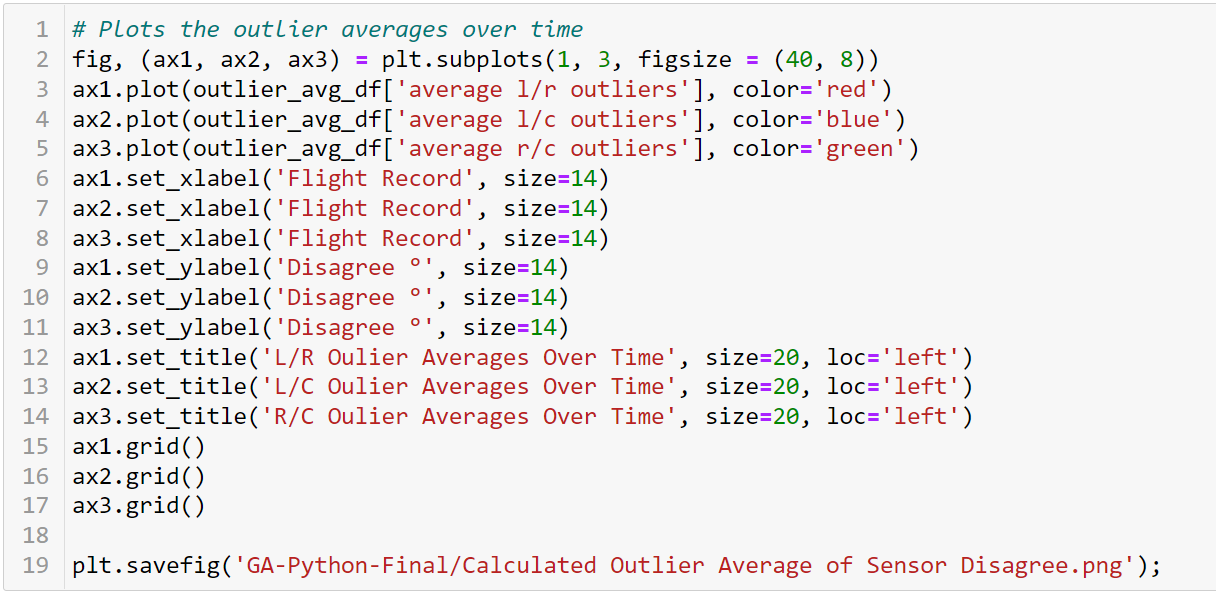 1 # Plots the outlier averages over time
2 fig, (ax1, ax2, ax3) = plt.subplots(1, 3, figsize = (40, 8))
3 ax1.plot(outlier_avg_df['average l/r outliers'], color='red')
4 ax2.plot(outlier_avg_df['average l/c outliers'], color='blue')
5 ax3.plot(outlier_avg_df['average r/c outliers'], color='green')
6 ax1.set_xlabel('Flight Record', size=14)
7 ax2.set_xlabel('Flight Record', size=14)
8 ax3.set_xlabel('Flight Record', size=14)
9 ax1.set_ylabel('Disagree °', size=14)
10 ax2.set_ylabel('Disagree °', size=14)
11 ax3.set_ylabel('Disagree °', size=14)
12 ax1.set_title('L/R Oulier Averages Over Time', size=20, loc='left')
13 ax2.set_title('L/C Oulier Averages Over Time', size=20, loc='left')
14 ax3.set_title('R/C Oulier Averages Over Time', size=20, loc='left')
15 ax1.grid()
16 ax2.grid()
17 ax3.grid()
18
19 plt.savefig('GA-Python-Final/Calculated Outlier Average of Sensor Disagree.png');